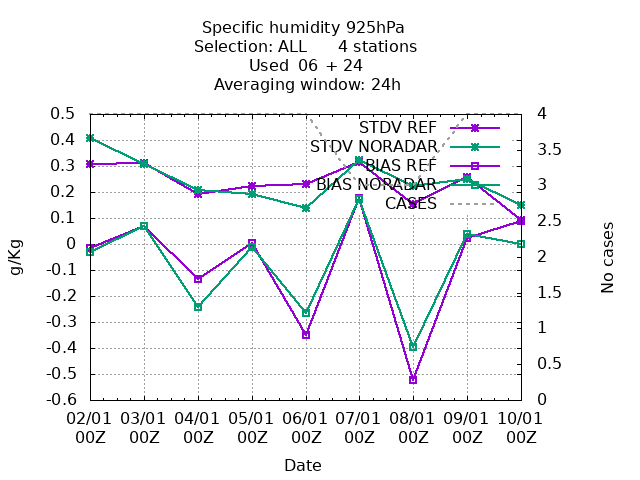 Specific humidity 925hPa
Selection: ALL 4 stations
Used 06 + 24
Averaging window: 24h
g/Kg
0.5
0.4
0.3
0.2
0.1
0
-0.1
-0.2
-0.3
-0.4
-0.5
-0.6
STDV REF
STDV NORADAR
BIAS REF
BIAS NORADAR
CASES
4
3.5
3
2.5
2
1.5
1
0.5
0
No cases
02/01 03/01 04/01 05/01 06/01 07/01 08/01 09/01 10/01
00Z 00Z 00Z 00Z 00Z 00Z 00Z 00Z 00Z
Date